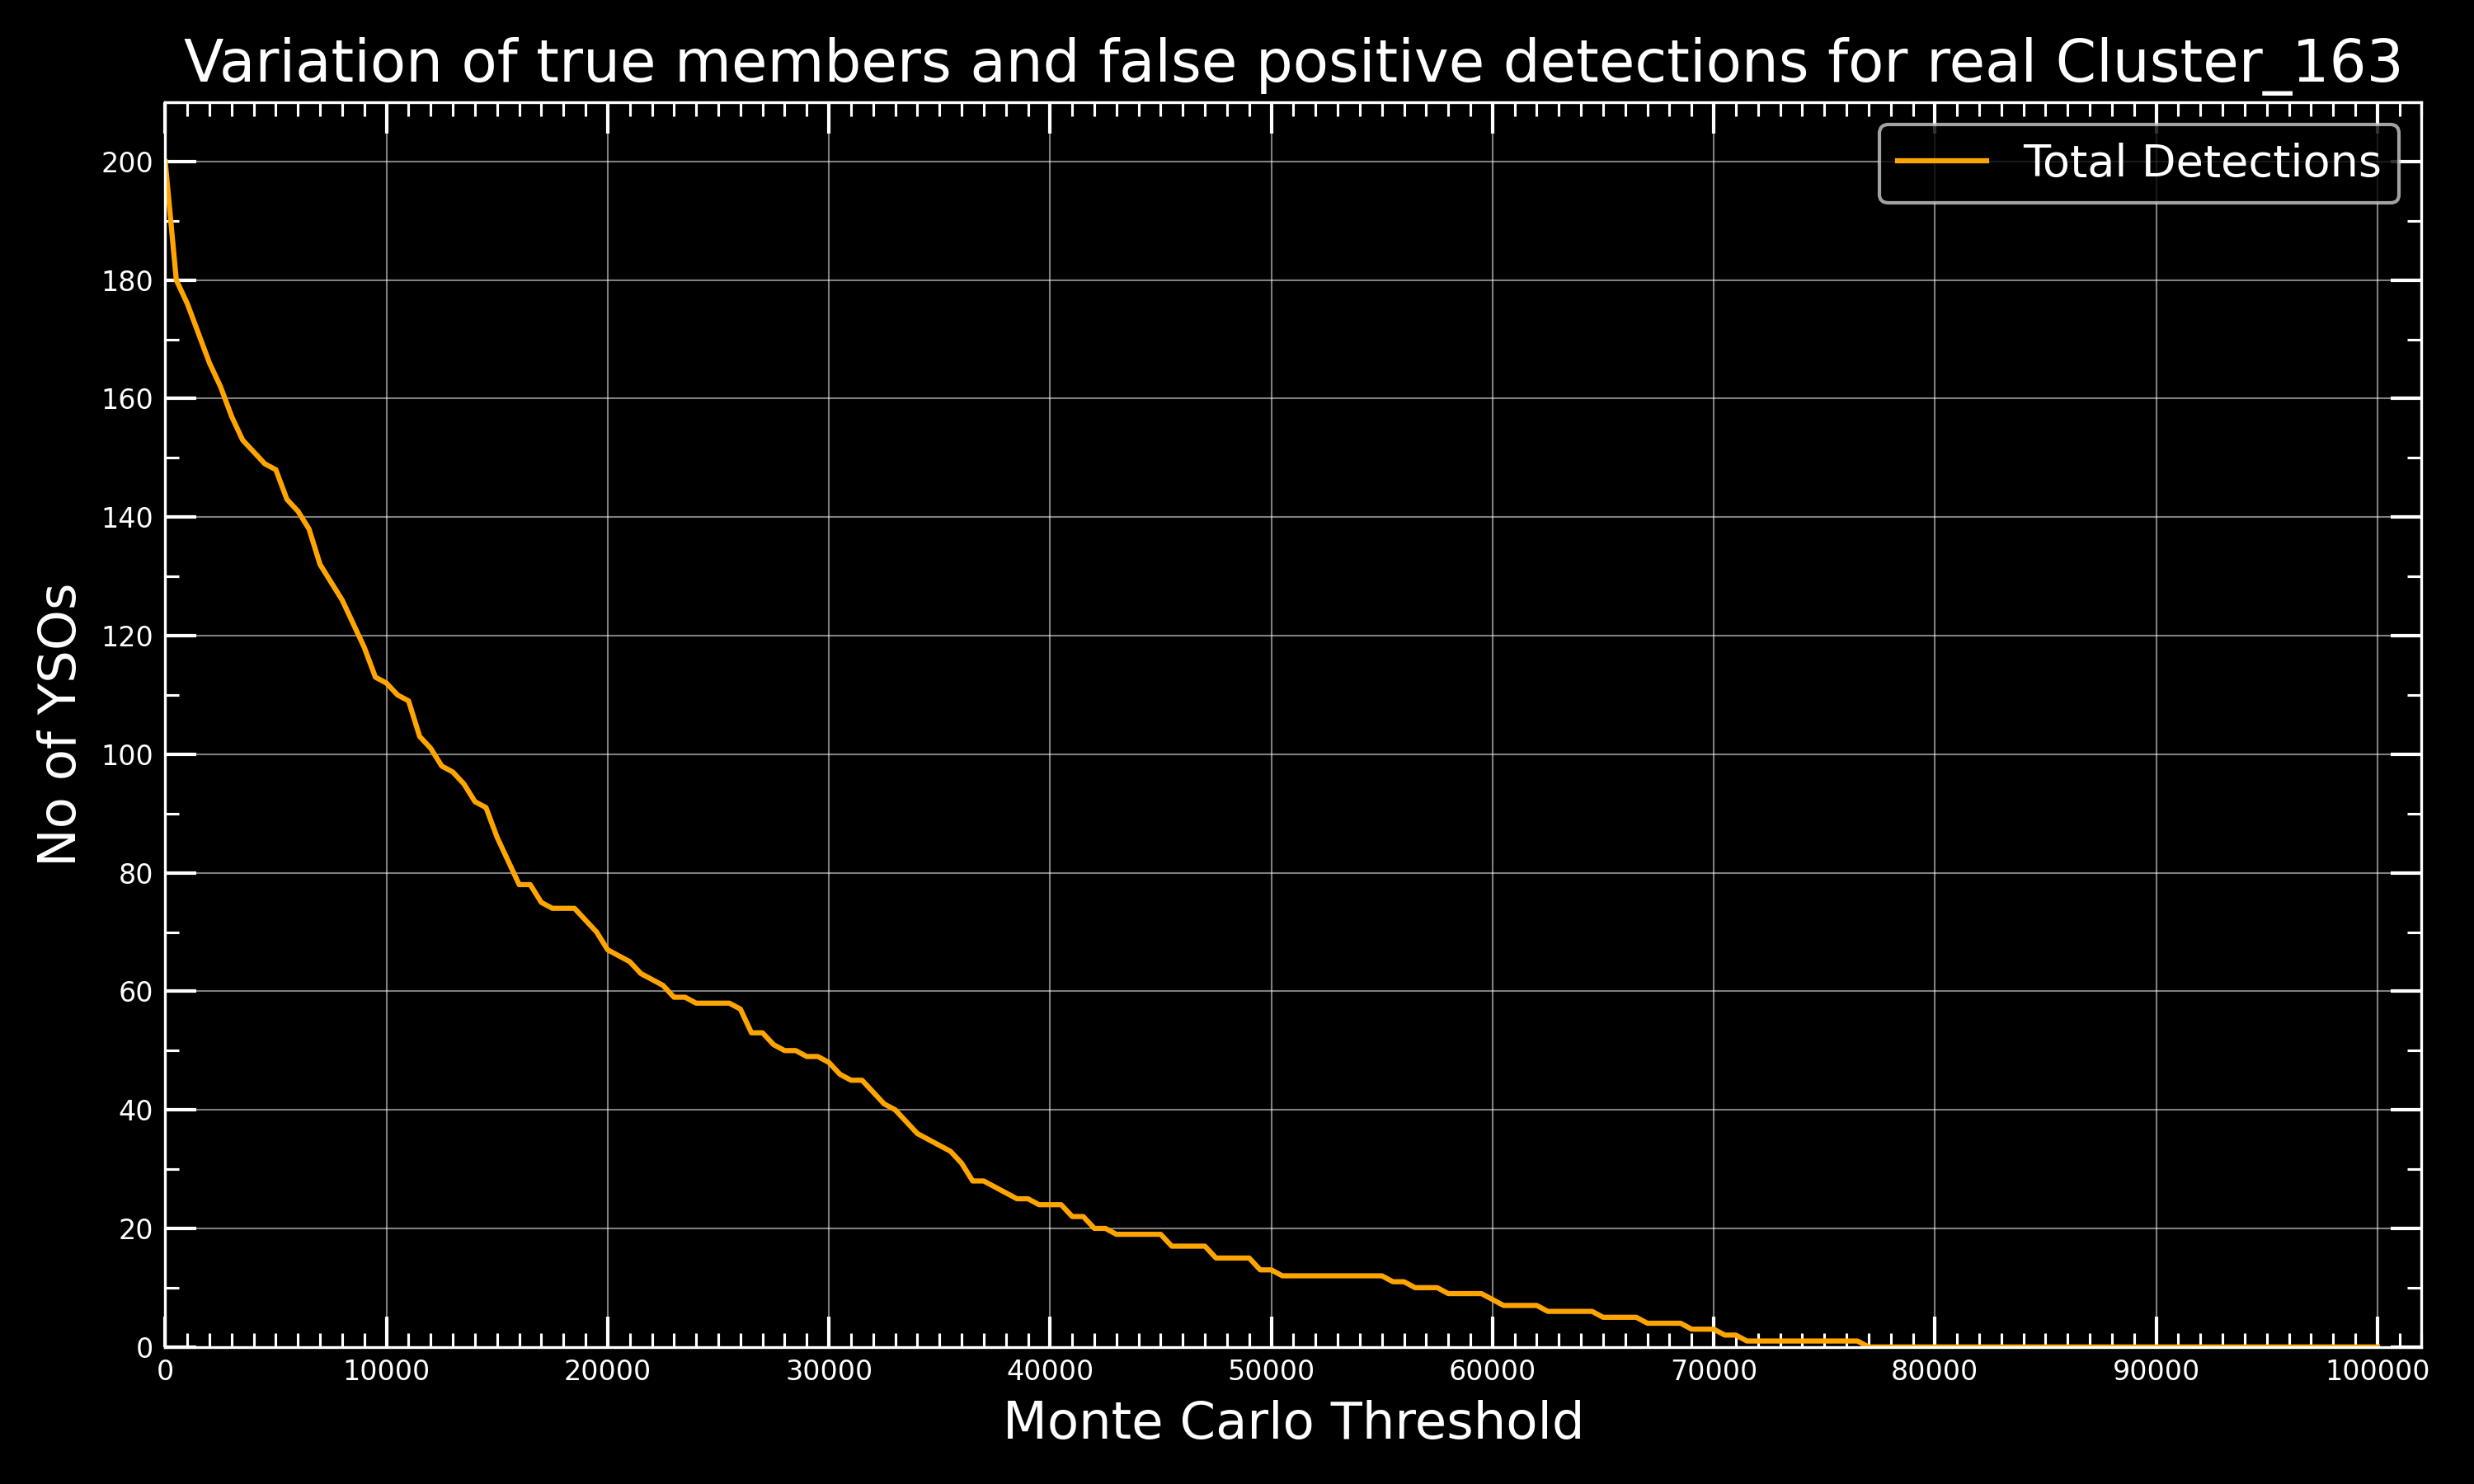 Variation of true members and false positive detections for real Cluster_163
Total Detections
No of YSOs
200
180
160
140
120
100
80
60
40
20
0
0 10000 20000 30000 40000 50000 60000 70000 80000 90000 100000
Monte Carlo Threshold